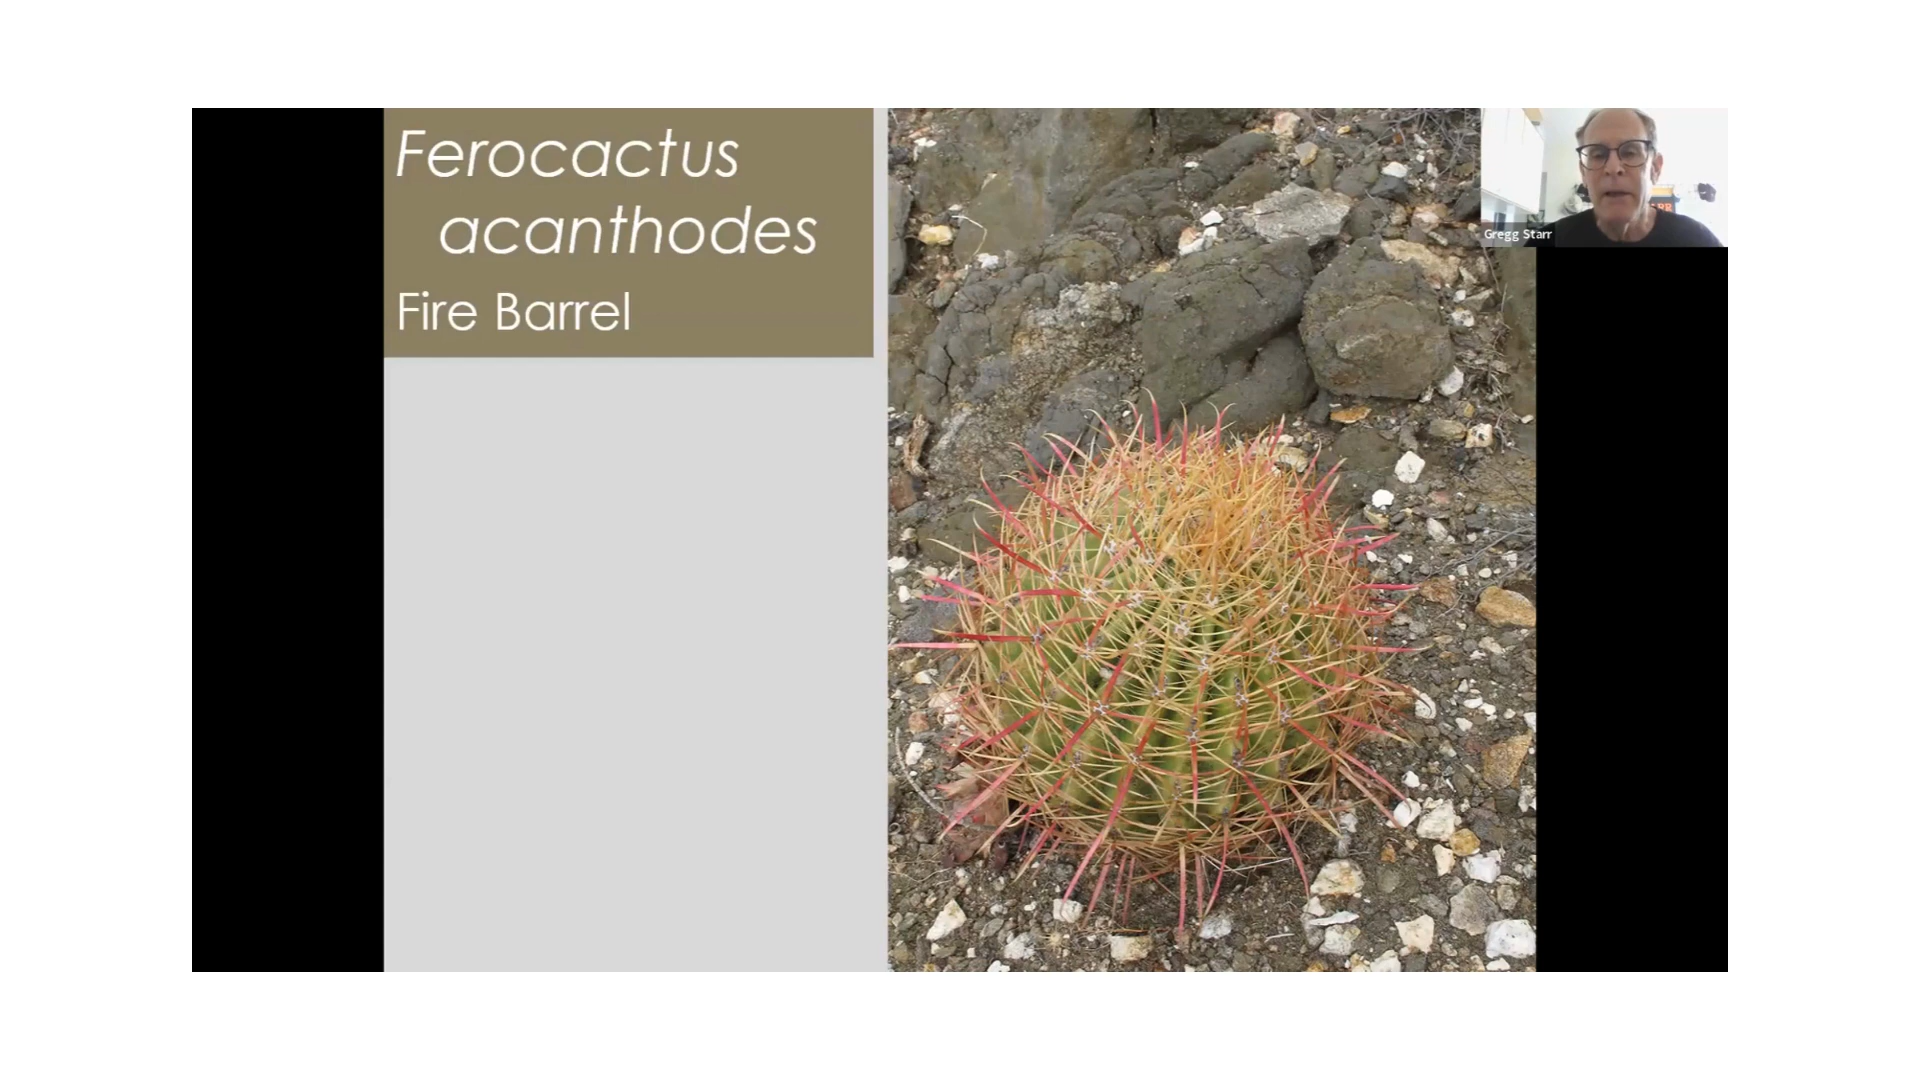 Ferocactus
acanthodes
Fire Barrel
Gregg Starr